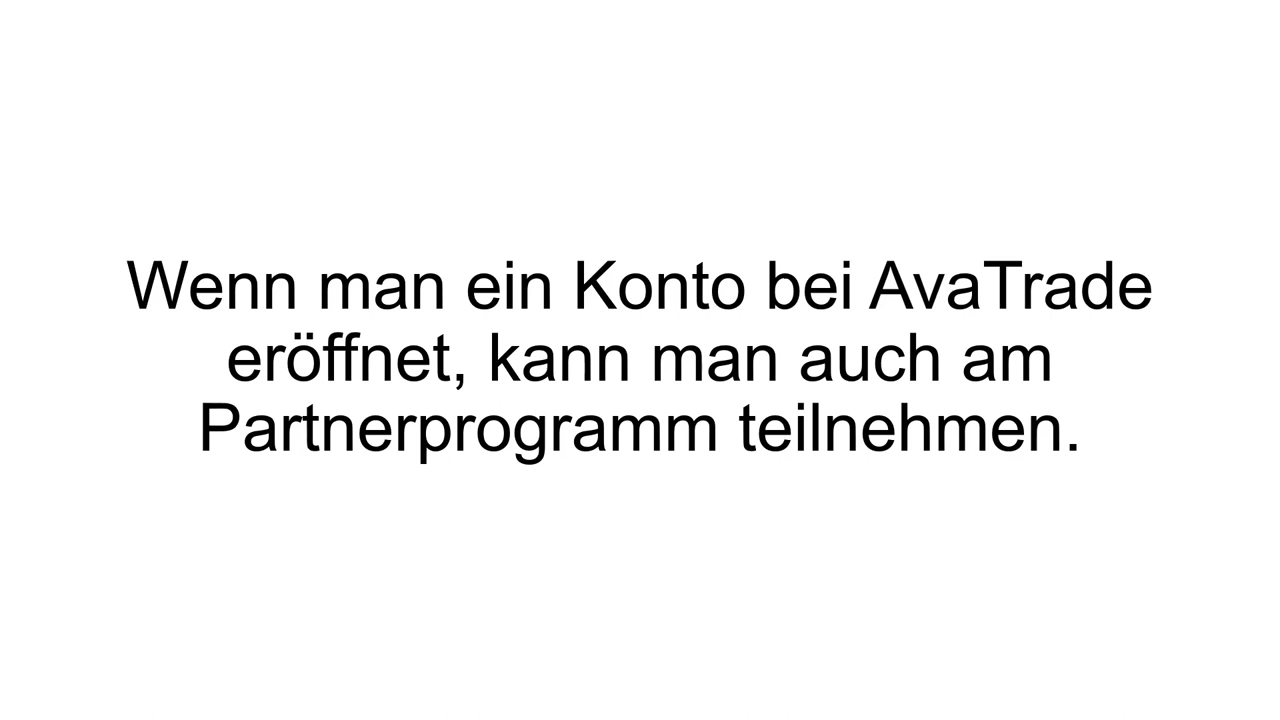 Wenn man ein Konto bei AvaTrade
eröffnet, kann man auch am
Partnerprogramm teilnehmen.